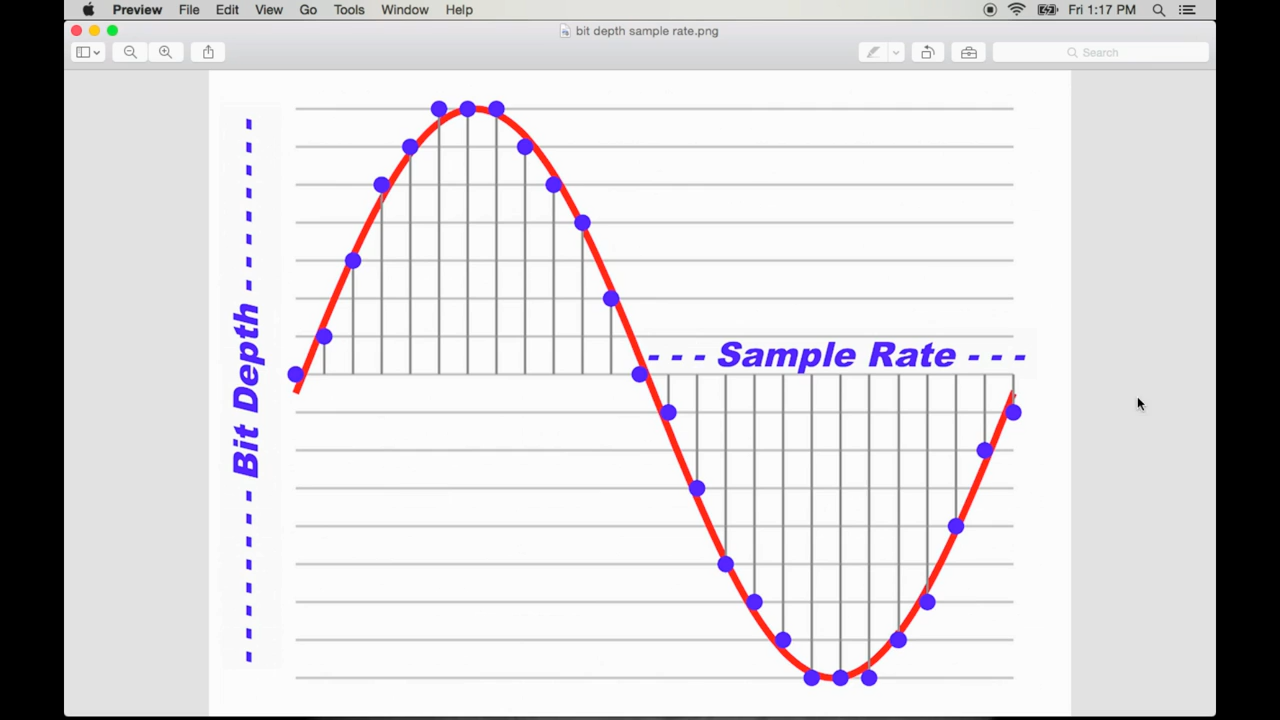 Preview File Edit View Go Tools Window Help Fri 1:17 PM
bit depth sample rate.png
Search
- - - Sample Rate - - -
- - - - - - - - Bit Depth - - - - - - - -